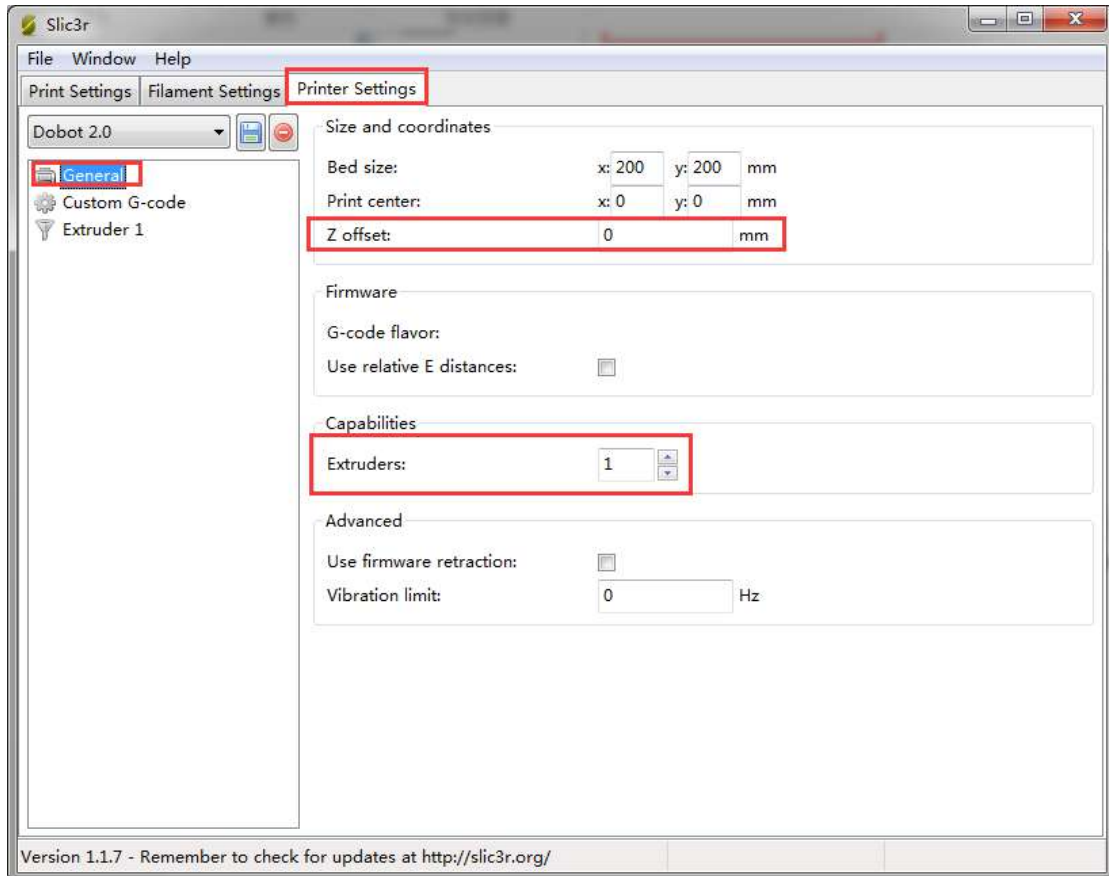 Slic3r
File Window Help
Print Settings Filament Settings Printer Settings
Dobot 2.0
General
Custom G-code
Extruder 1
Size and coordinates
Bed size: x: 200 y: 200 mm
Print center: x: 0 y: 0 mm
Z offset: 0 mm
Firmware
G-code flavor:
Use relative E distances:
Capabilities
Extruders: 1
Advanced
Use firmware retraction:
Vibration limit: 0 Hz
Version 1.1.7 - Remember to check for updates at http://slic3r.org/